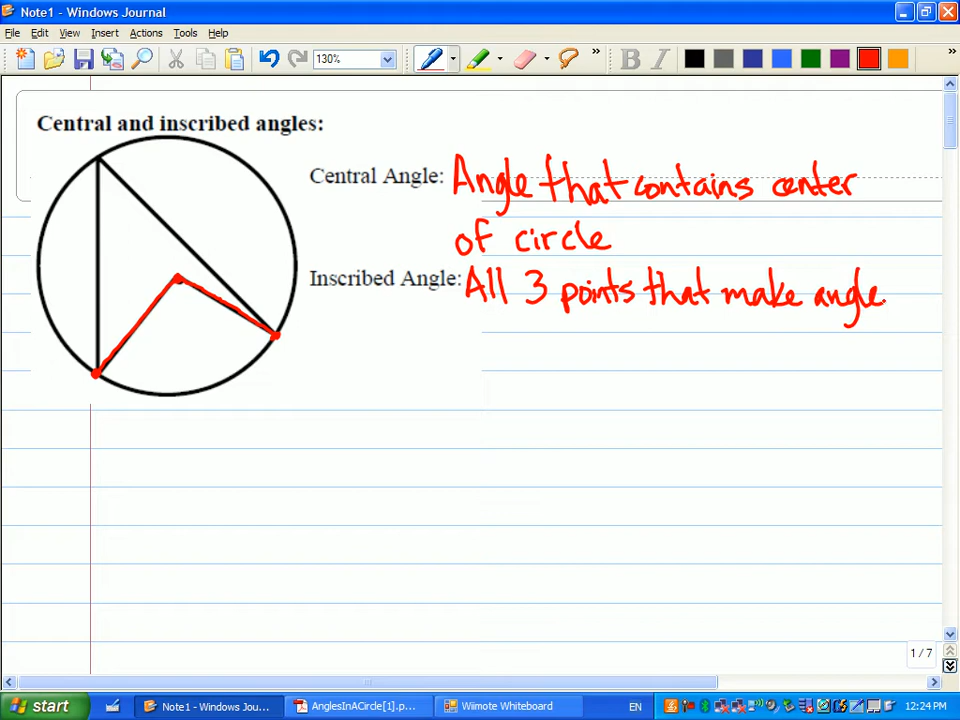 Note1 - Windows Journal
File Edit View Insert Actions Tools Help
130% B I
Central and inscribed angles:
Central Angle: Angle that contains center
of circle
Inscribed Angle: All 3 points that make angle
1 / 7
start Note1 - Windows Jou... AnglesInACircle[1].p... Wiimote Whiteboard EN 12:24 PM